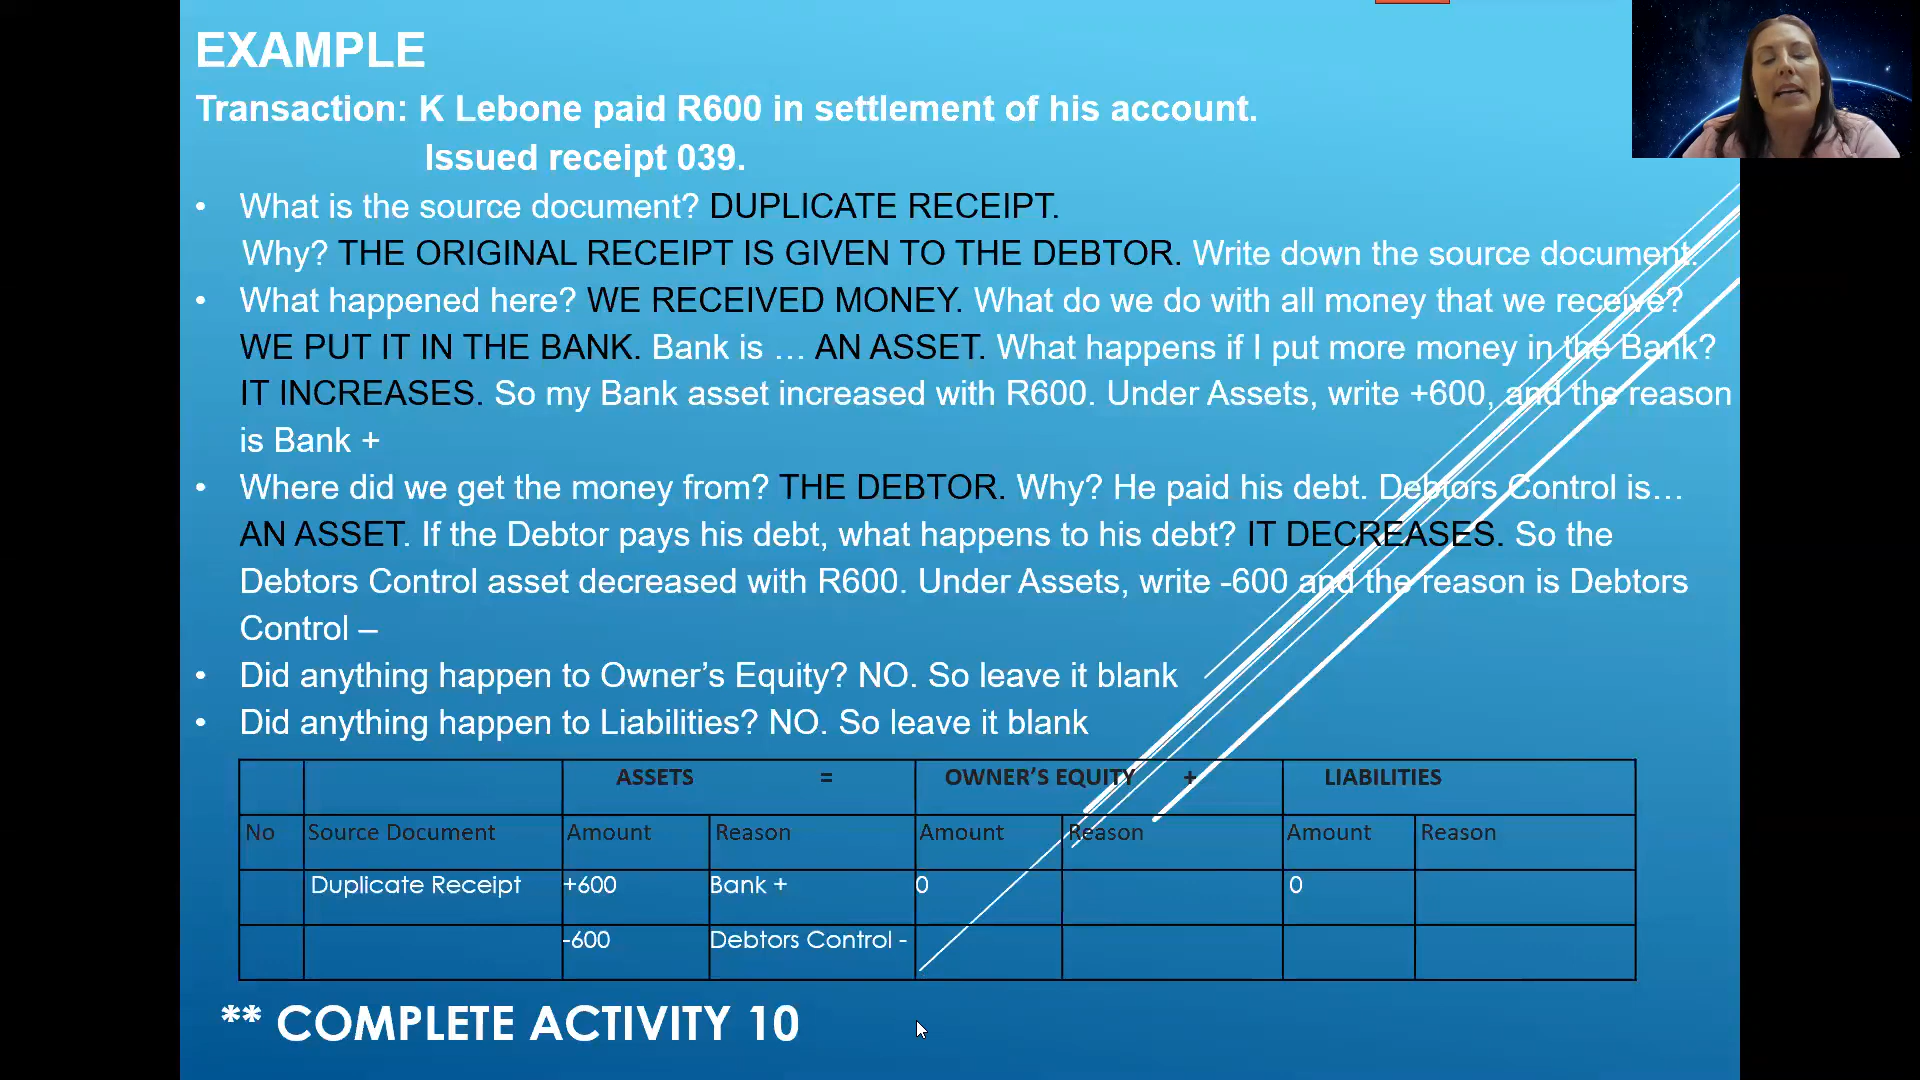 EXAMPLE
Transaction: K Lebone paid R600 in settlement of his account.
Issued receipt 039.
• What is the source document? DUPLICATE RECEIPT.
Why? THE ORIGINAL RECEIPT IS GIVEN TO THE DEBTOR. Write down the source document.
• What happened here? WE RECEIVED MONEY. What do we do with all money that we receive?
WE PUT IT IN THE BANK. Bank is … AN ASSET. What happens if I put more money in the Bank?
IT INCREASES. So my Bank asset increased with R600. Under Assets, write +600, and the reason
is Bank +
• Where did we get the money from? THE DEBTOR. Why? He paid his debt. Debtors Control is…
AN ASSET. If the Debtor pays his debt, what happens to his debt? IT DECREASES. So the
Debtors Control asset decreased with R600. Under Assets, write -600 and the reason is Debtors
Control –
• Did anything happen to Owner’s Equity? NO. So leave it blank
• Did anything happen to Liabilities? NO. So leave it blank
ASSETS = OWNER’S EQUITY + LIABILITIES
No Source Document Amount Reason Amount Reason Amount Reason
Duplicate Receipt +600 Bank + 0 0
-600 Debtors Control -
** COMPLETE ACTIVITY 10